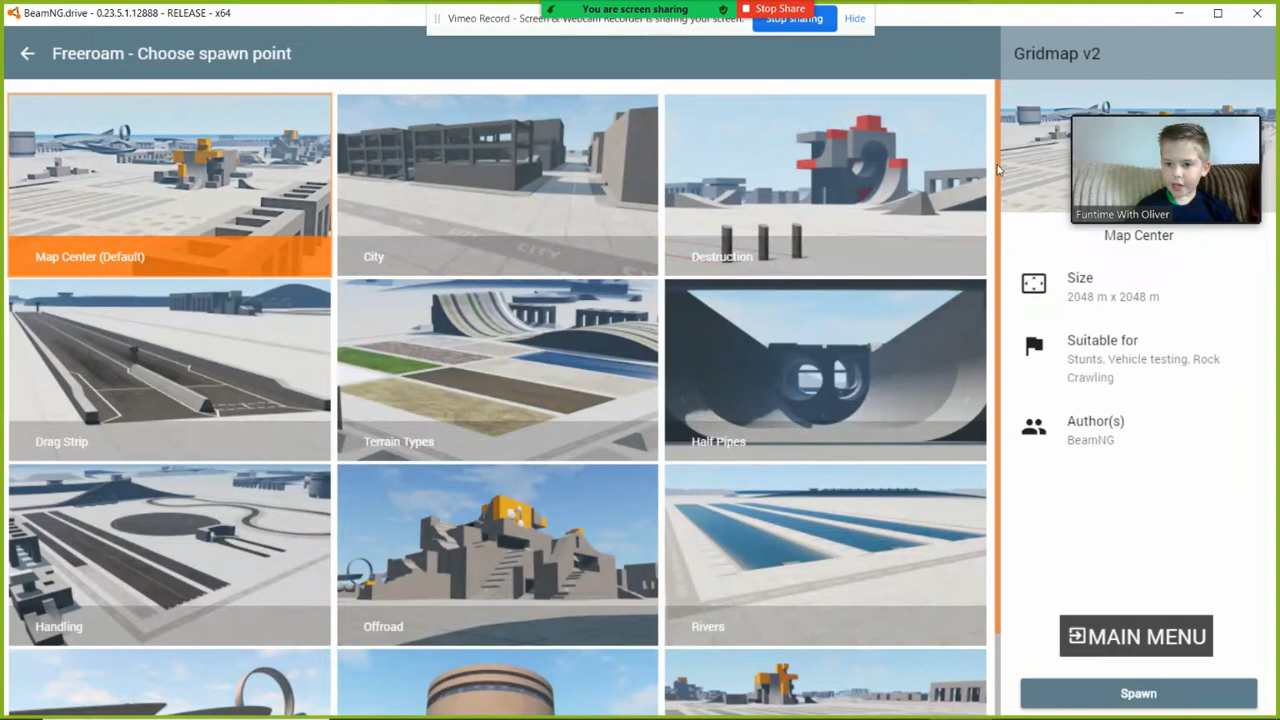 BeamNG.drive - 0.23.5.1.12888 - RELEASE - x64
You are screen sharing
Stop Share
Vimeo Record - Screen & Webcam Recorder is sharing your screen.
Stop sharing
Hide
Freeroam - Choose spawn point
Gridmap v2
Funtime With Oliver
Map Center
Map Center (Default)
City
Destruction
Size
2048 m x 2048 m
Suitable for
Stunts, Vehicle testing, Rock
Crawling
Author(s)
BeamNG
Drag Strip
Terrain Types
Half Pipes
Handling
Offroad
Rivers
MAIN MENU
Spawn